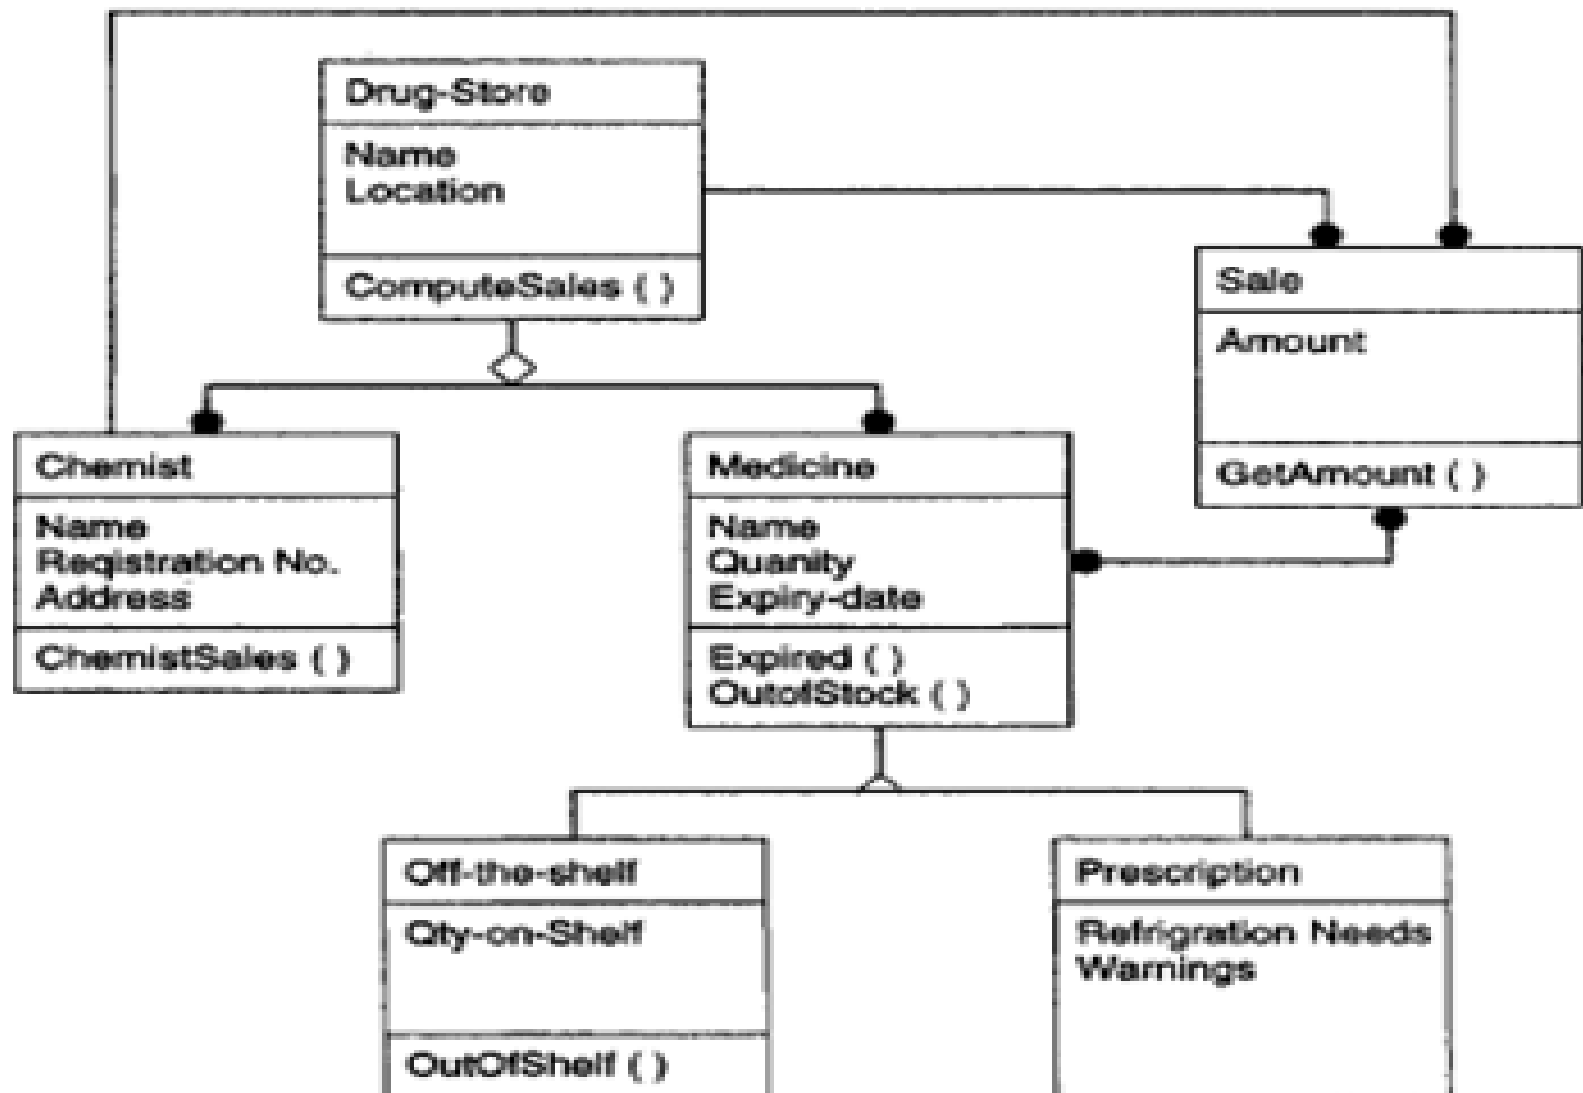 Drug-Store
Name
Location
ComputeSales ( )
Sale
Amount
GetAmount ( )
Chemist
Name
Registration No.
Address
ChemistSales ( )
Medicine
Name
Quanity
Expiry-date
Expired ( )
OutofStock ( )
Off-the-shelf
Qty-on-Shelf
OutOfShelf ( )
Prescription
Refrigration Needs
Warnings